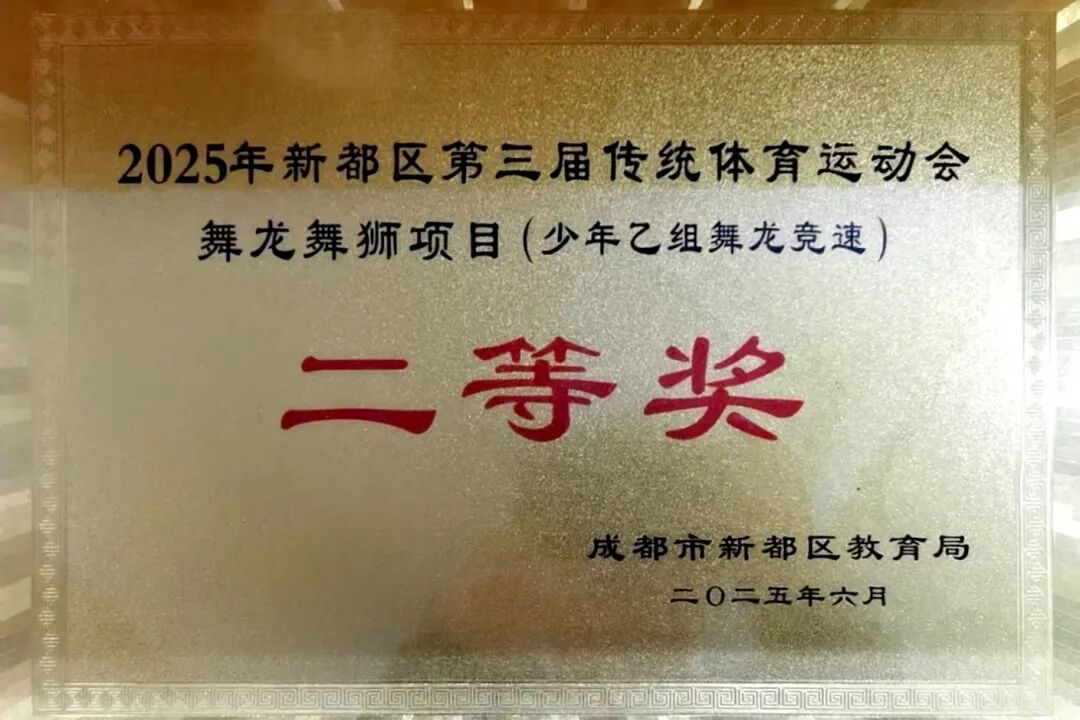 2025年新都区第三届传统体育运动会
舞龙舞狮项目(少年乙组舞龙竞速)
二等奖
成都市新都区教育局
二〇二五年六月